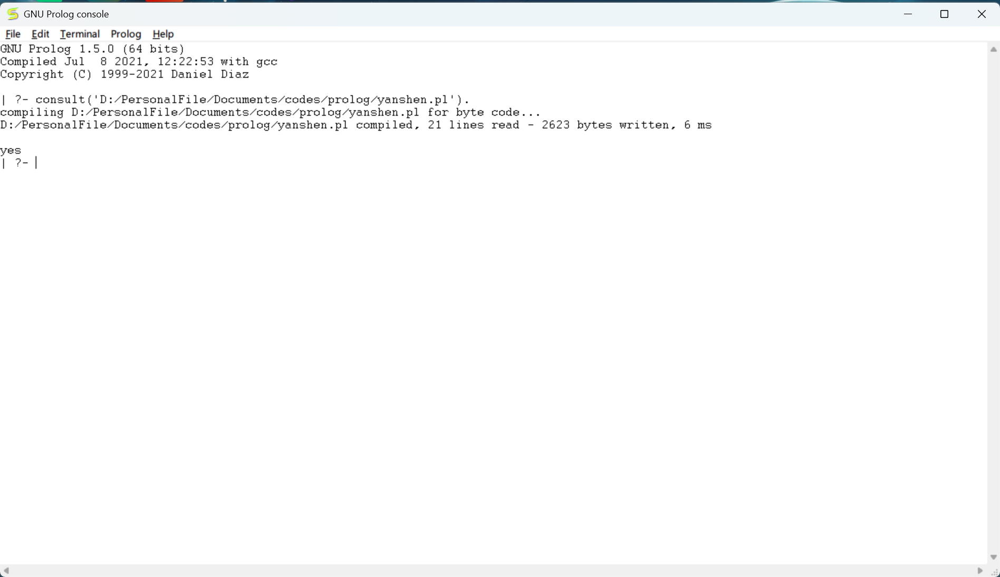 GNU Prolog console
File Edit Terminal Prolog Help
GNU Prolog 1.5.0 (64 bits)
Compiled Jul  8 2021, 12:22:53 with gcc
Copyright (C) 1999-2021 Daniel Diaz
| ?- consult('D:/PersonalFile/Documents/codes/prolog/yanshen.pl').
compiling D:/PersonalFile/Documents/codes/prolog/yanshen.pl for byte code...
D:/PersonalFile/Documents/codes/prolog/yanshen.pl compiled, 21 lines read - 2623 bytes written, 6 ms
yes
| ?-